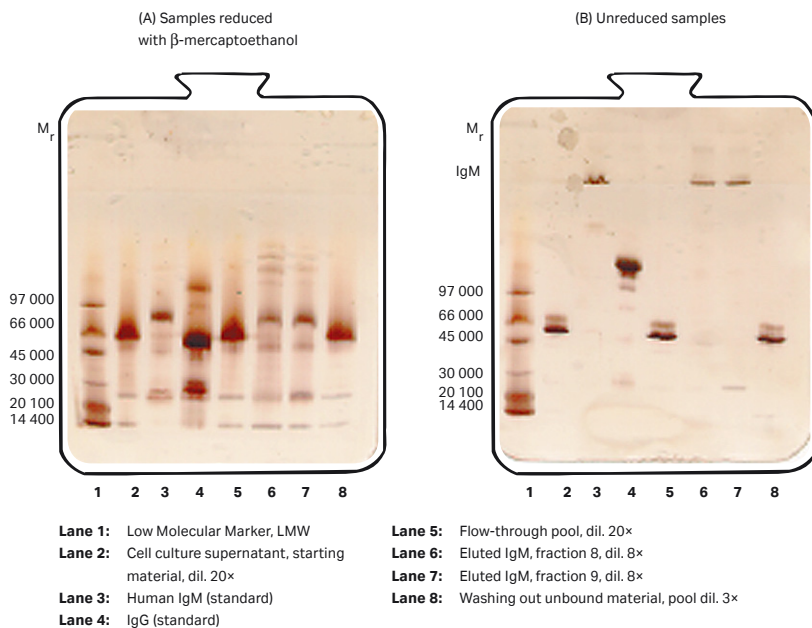 (A) Samples reduced
with β-mercaptoethanol
(B) Unreduced samples
Mr
97 000
66 000
45 000
30 000
20 100
14 400
1 2 3 4 5 6 7 8
Mr
IgM
97 000
66 000
45 000
30 000
20 100
14 400
1 2 3 4 5 6 7 8
Lane 1: Low Molecular Marker, LMW
Lane 2: Cell culture supernatant, starting
material, dil. 20×
Lane 3: Human IgM (standard)
Lane 4: IgG (standard)
Lane 5: Flow-through pool, dil. 20×
Lane 6: Eluted IgM, fraction 8, dil. 8×
Lane 7: Eluted IgM, fraction 9, dil. 8×
Lane 8: Washing out unbound material, pool dil. 3×